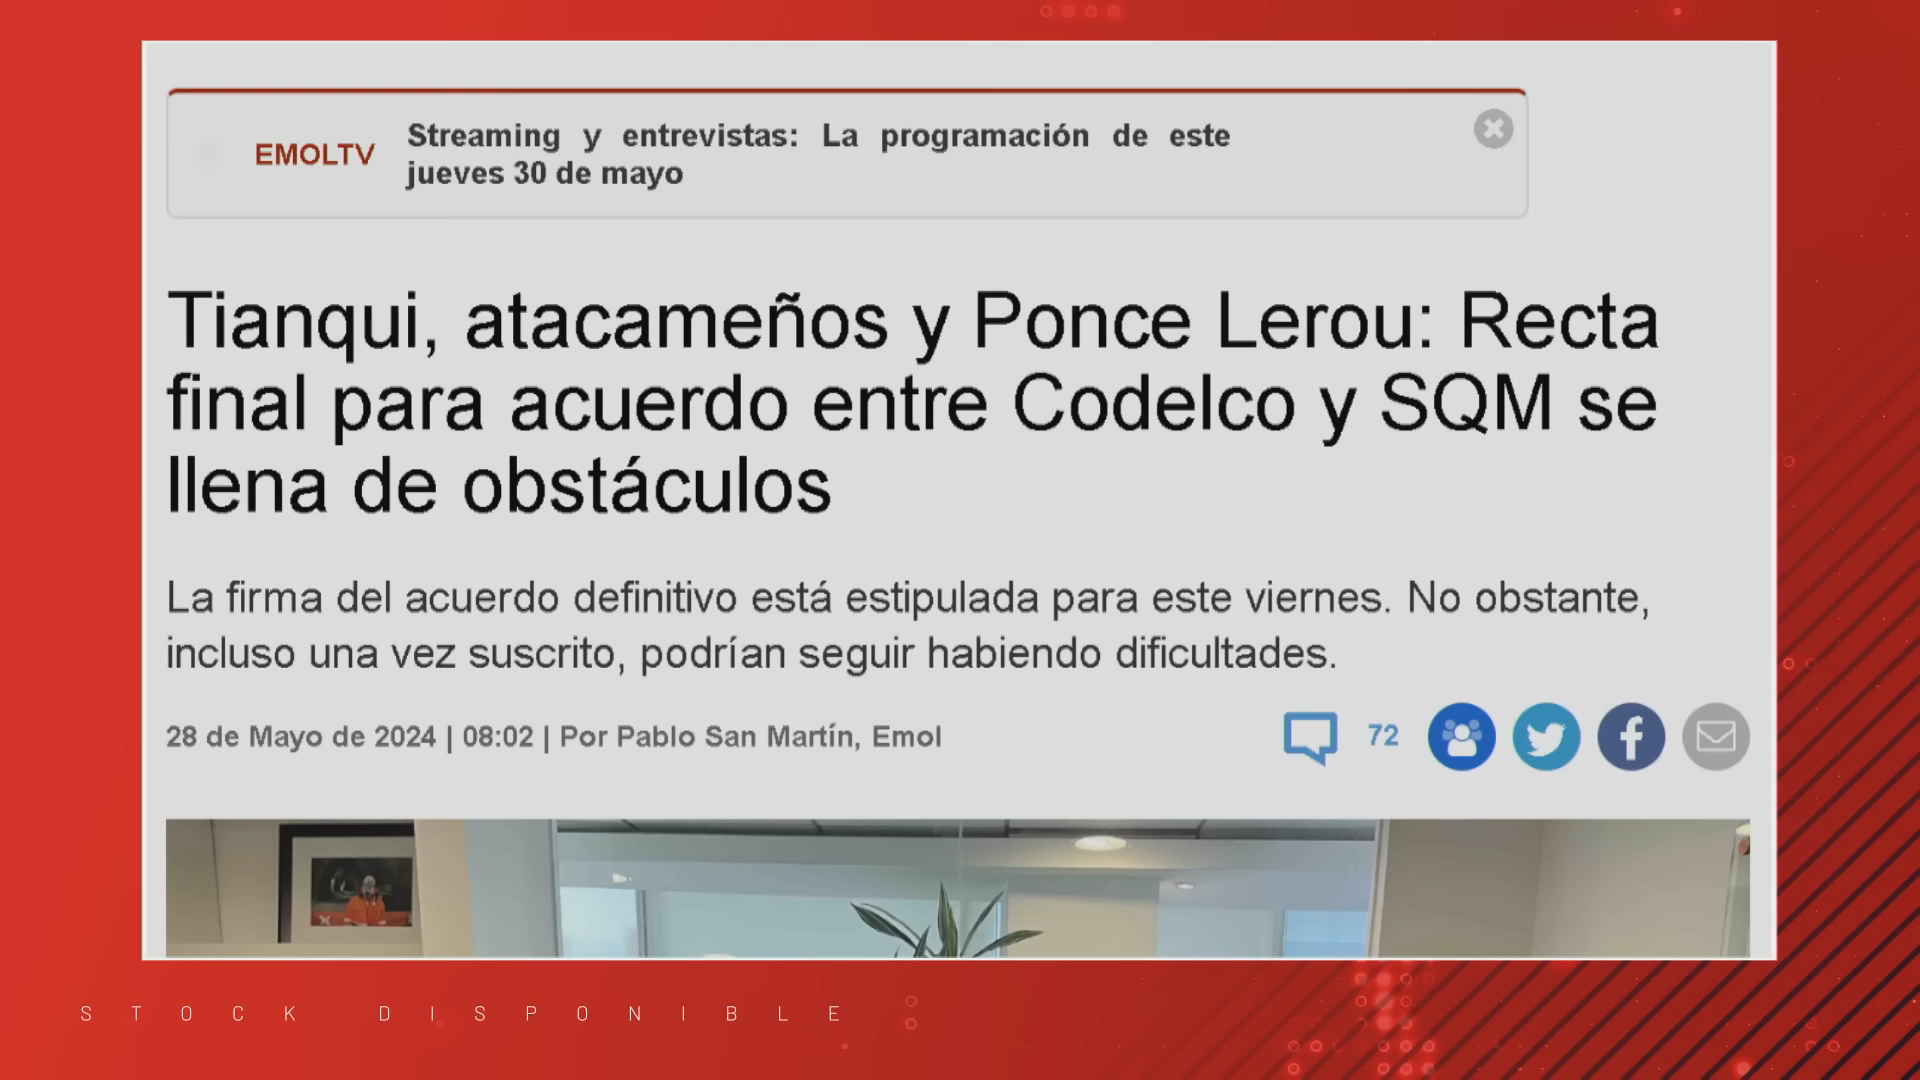 EMOLTV
Streaming y entrevistas: La programación de este
jueves 30 de mayo
Tianqui, atacameños y Ponce Lerou: Recta
final para acuerdo entre Codelco y SQM se
llena de obstáculos
La firma del acuerdo definitivo está estipulada para este viernes. No obstante,
incluso una vez suscrito, podrían seguir habiendo dificultades.
28 de Mayo de 2024 | 08:02 | Por Pablo San Martín, Emol
72
STOCK DISPONIBLE